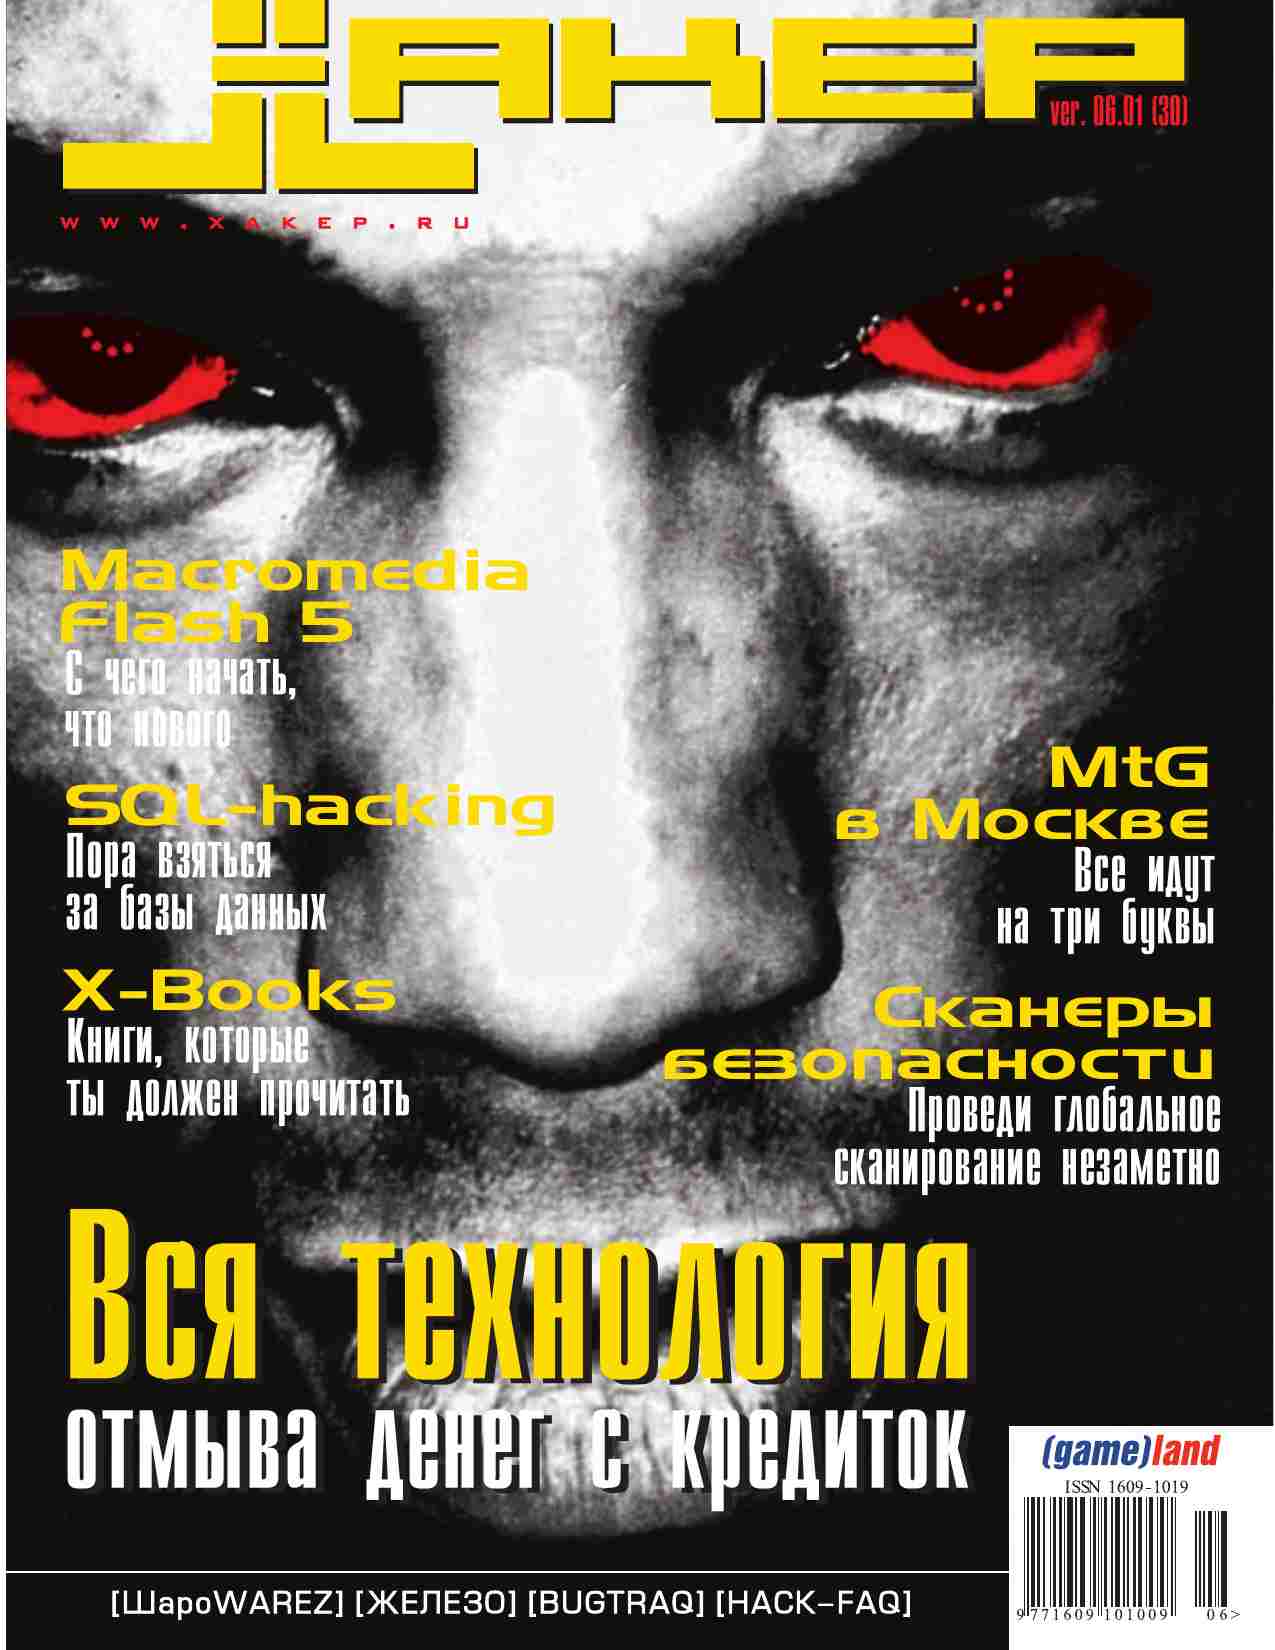 ХАКЕР
ver. 06.01 (30)
WWW.XAKEP.RU
Macromedia
Flash 5
С чего начать,
что нового
SQL-hacking
Пора взяться
за базы данных
X-Books
Книги, которые
ты должен прочитать
MtG
в Москве
Все идут
на три буквы
Сканеры
безопасности
Проведи глобальное
сканирование незаметно
Вся технология
отмыва денег с кредиток
(game)land
ISSN 1609-1019
9 771609 101009 06>
[ШароWAREZ] [ЖЕЛЕЗО] [BUGTRAQ] [HACK-FAQ]